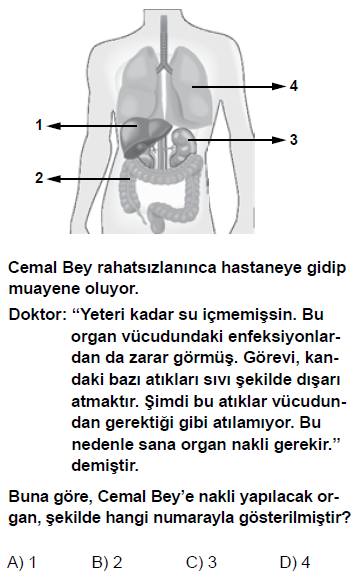 4
1
3
2
Cemal Bey rahatsızlanınca hastaneye gidip
muayene oluyor.
Doktor: “Yeteri kadar su içmemişsin. Bu
organ vücudundaki enfeksiyonlar-
dan da zarar görmüş. Görevi, kan-
daki bazı atıkları sıvı şekilde dışarı
atmaktır. Şimdi bu atıklar vücudun-
dan gerektiği gibi atılamıyor. Bu
nedenle sana organ nakli gerekir.”
demiştir.
Buna göre, Cemal Bey’e nakli yapılacak or-
gan, şekilde hangi numarayla gösterilmiştir?
A) 1 B) 2 C) 3 D) 4